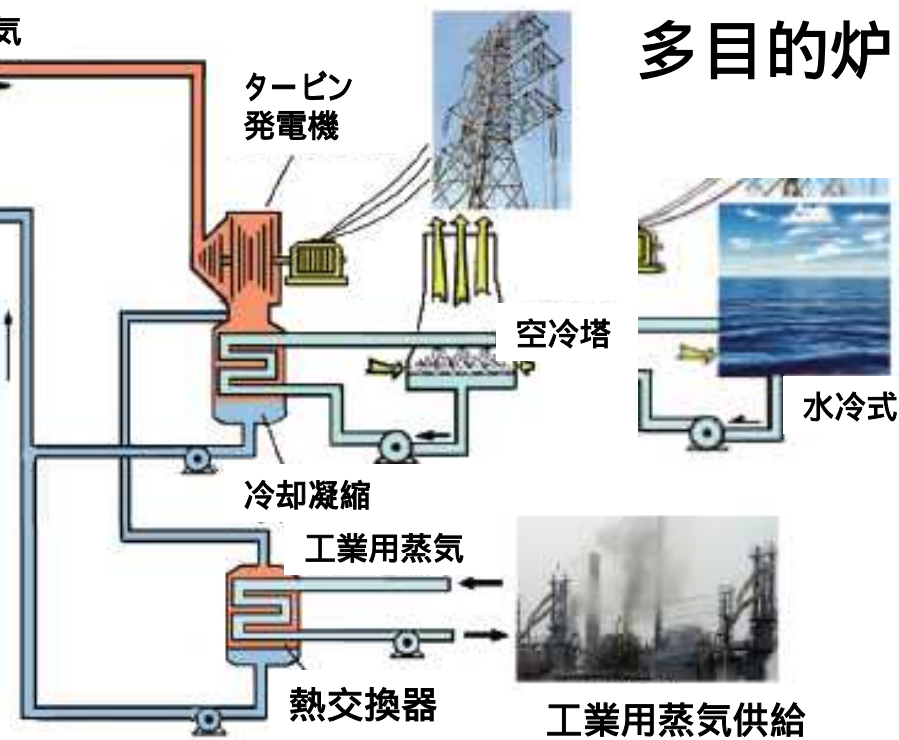 気
多目的炉
タービン
発電機
空冷塔
水冷式
冷却凝縮
工業用蒸気
熱交換器
工業用蒸気供給